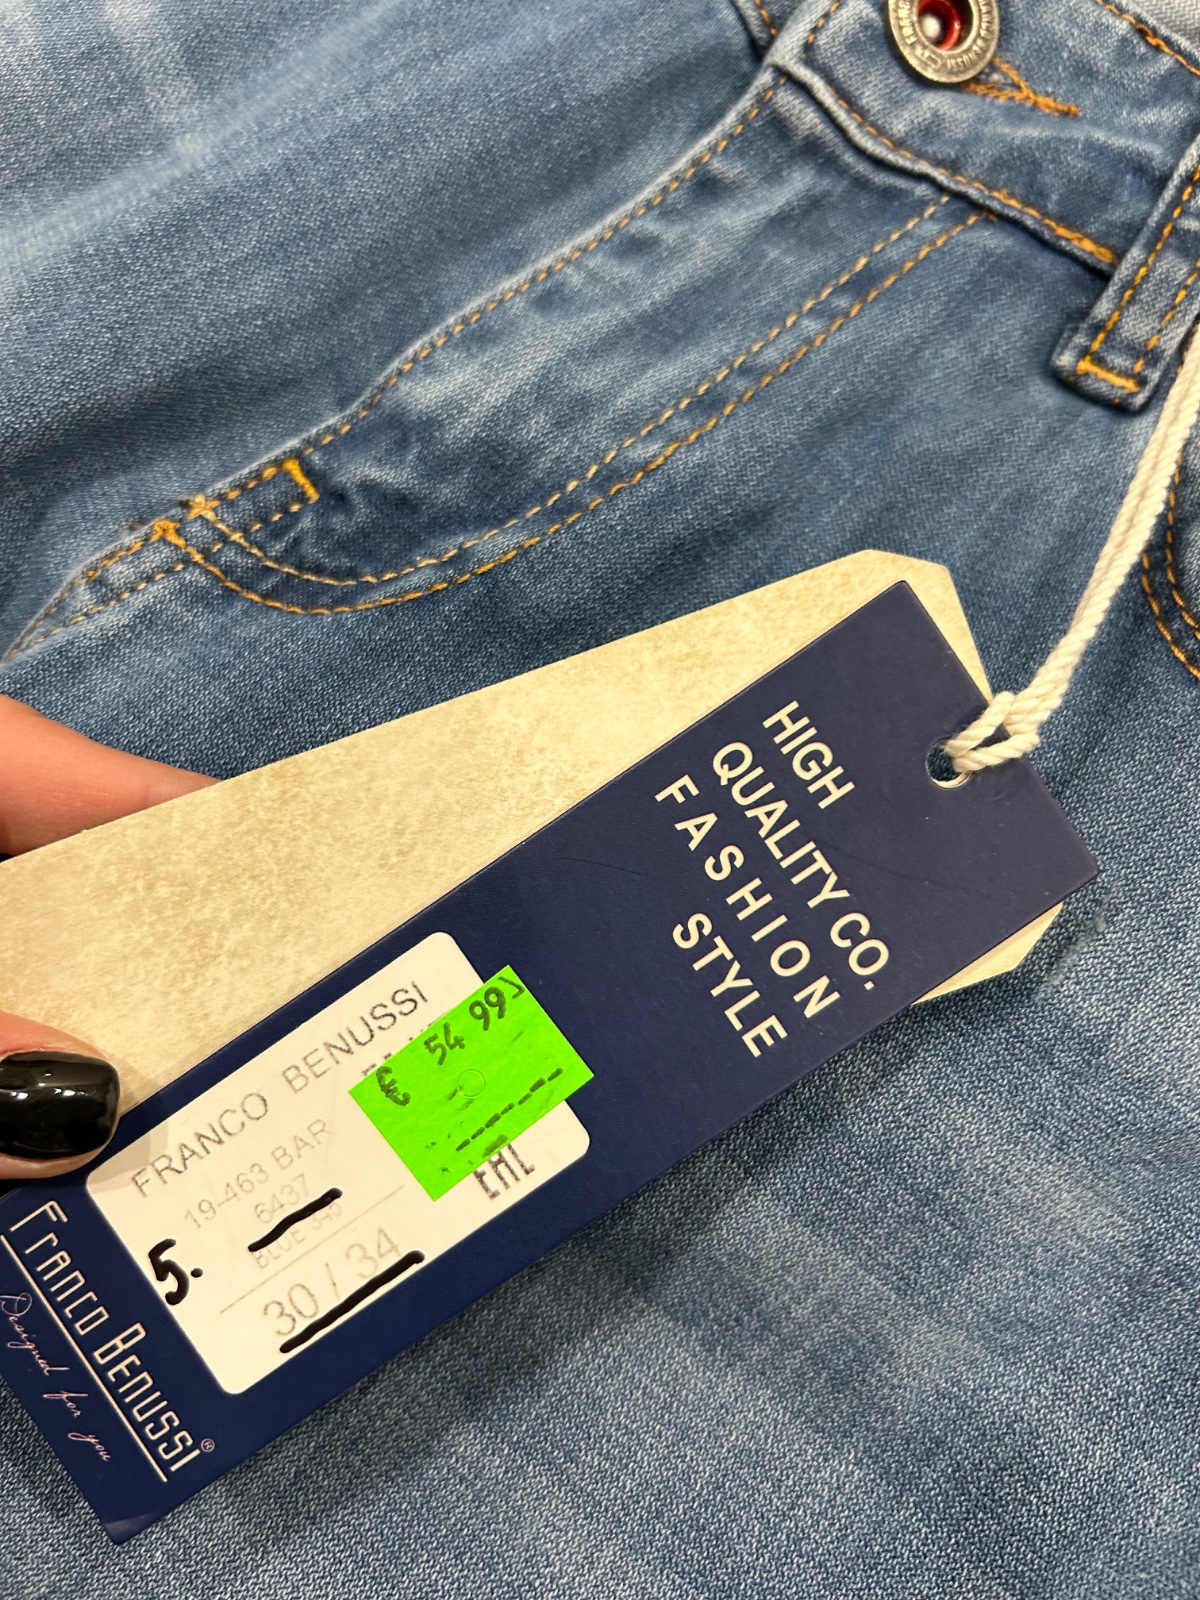 HIGH
QUALITY CO.
FASHION
STYLE
FRANCO BENUSSI
€ 54 99
19-463 BAR
6437
BLUE 340
EAC
5.
30 / 34
FRANCO BENUSSI®
Designed for you